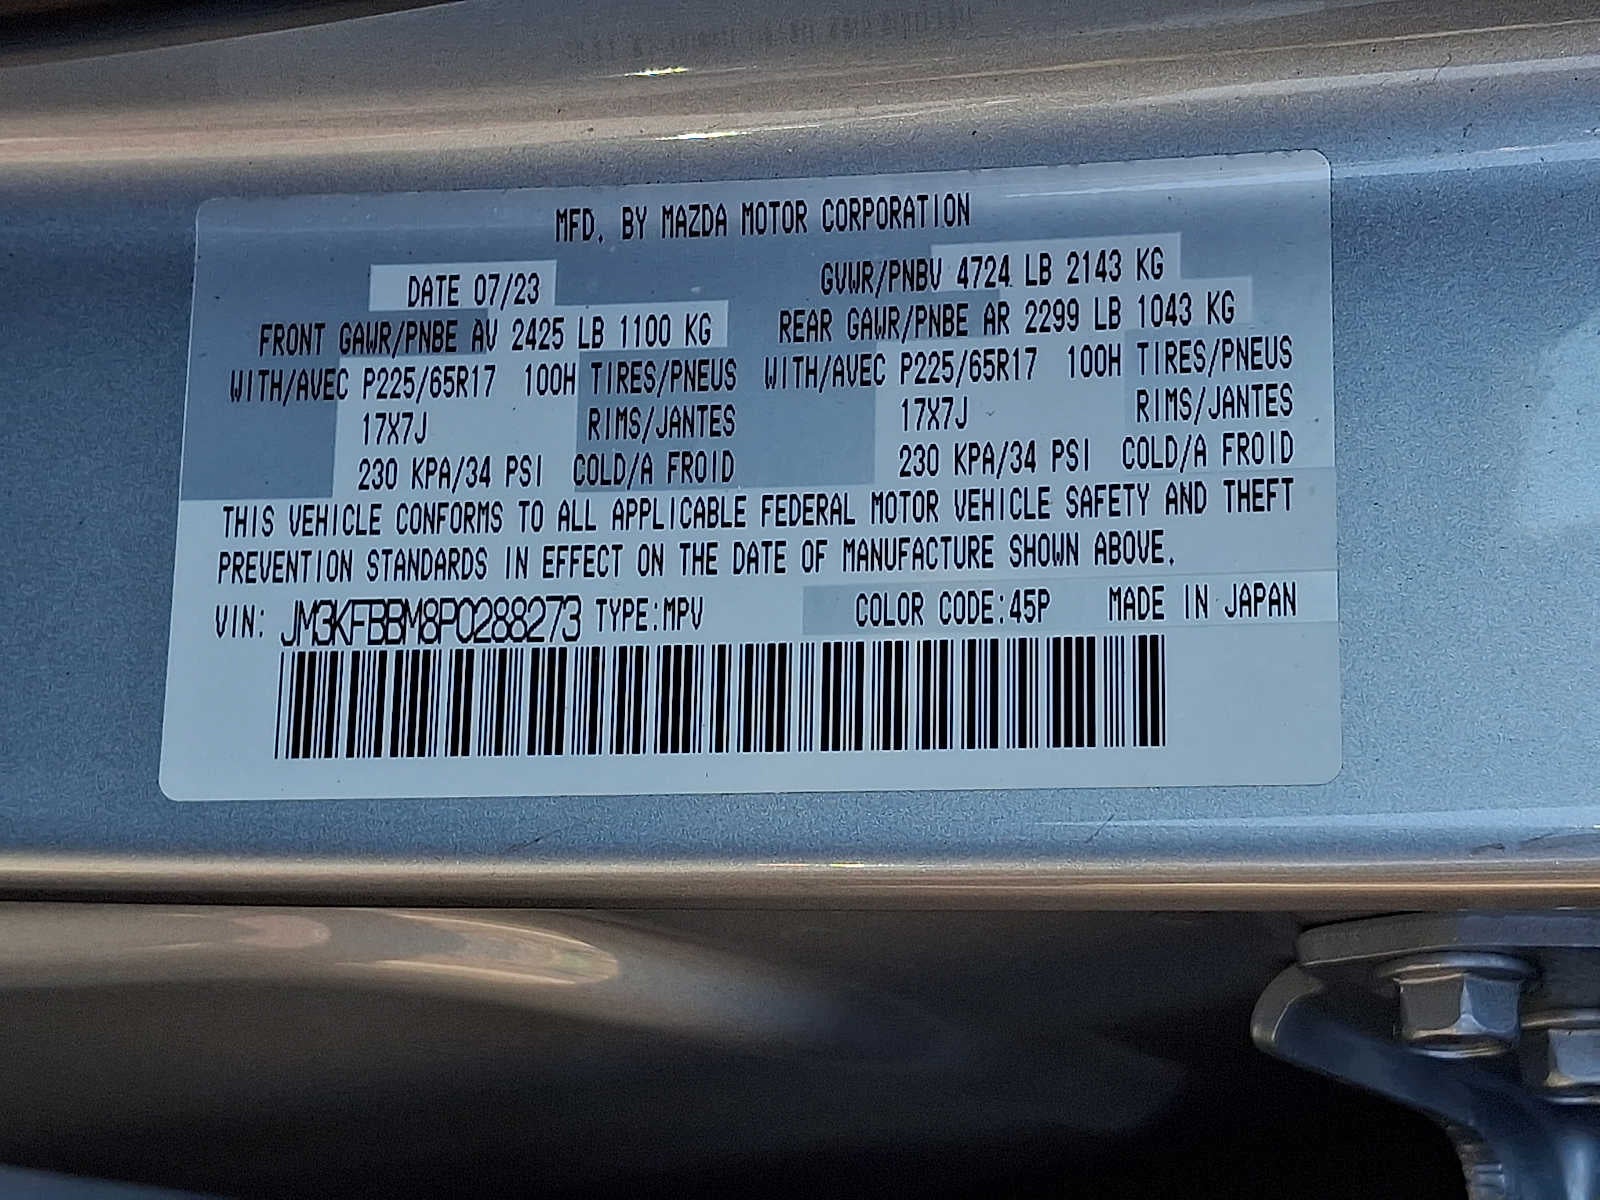 MFD. BY MAZDA MOTOR CORPORATION
DATE 07/23 GVWR/PNBV 4724 LB 2143 KG
FRONT GAWR/PNBE AV 2425 LB 1100 KG REAR GAWR/PNBE AR 2299 LB 1043 KG
WITH/AVEC P225/65R17 100H TIRES/PNEUS WITH/AVEC P225/65R17 100H TIRES/PNEUS
17X7J RIMS/JANTES 17X7J RIMS/JANTES
230 KPA/34 PSI COLD/A FROID 230 KPA/34 PSI COLD/A FROID
THIS VEHICLE CONFORMS TO ALL APPLICABLE FEDERAL MOTOR VEHICLE SAFETY AND THEFT
PREVENTION STANDARDS IN EFFECT ON THE DATE OF MANUFACTURE SHOWN ABOVE.
VIN: JM3KFBBM8P0288273 TYPE:MPV COLOR CODE:45P MADE IN JAPAN